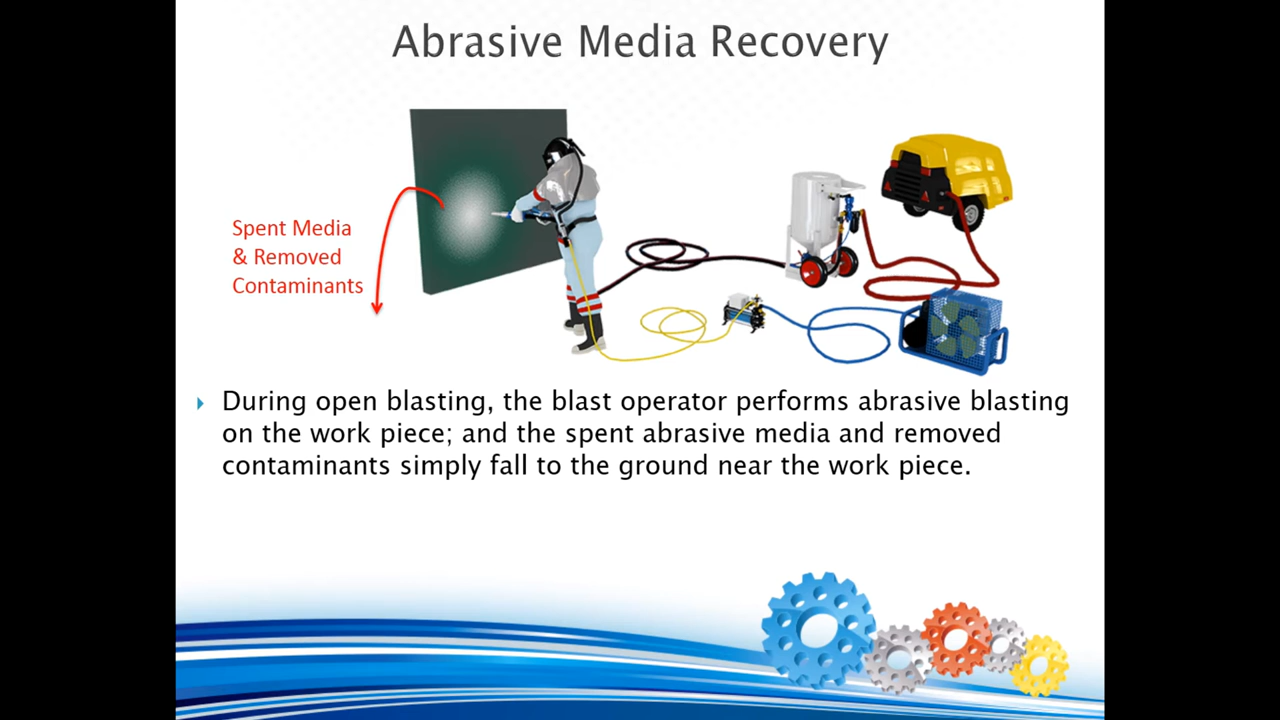 Abrasive Media Recovery
Spent Media
& Removed
Contaminants
During open blasting, the blast operator performs abrasive blasting
on the work piece; and the spent abrasive media and removed
contaminants simply fall to the ground near the work piece.